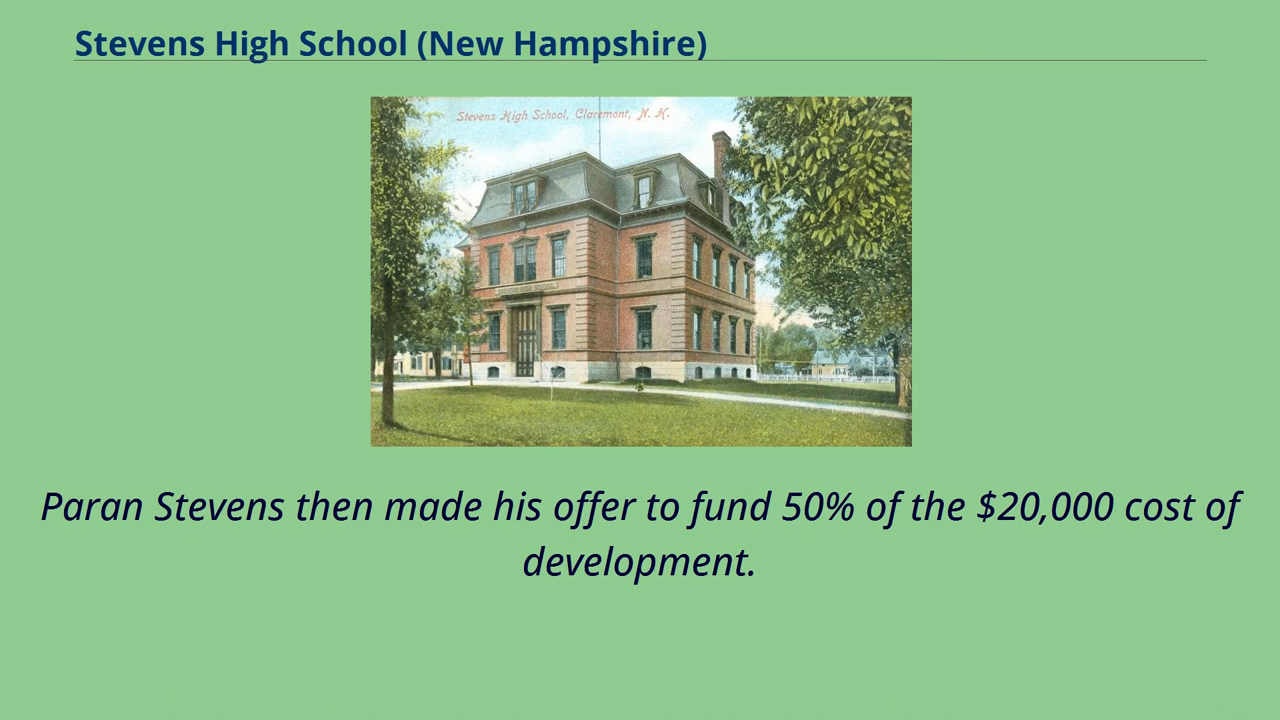 Stevens High School (New Hampshire)
Stevens High School, Claremont, N. H.
Paran Stevens then made his offer to fund 50% of the $20,000 cost of
development.